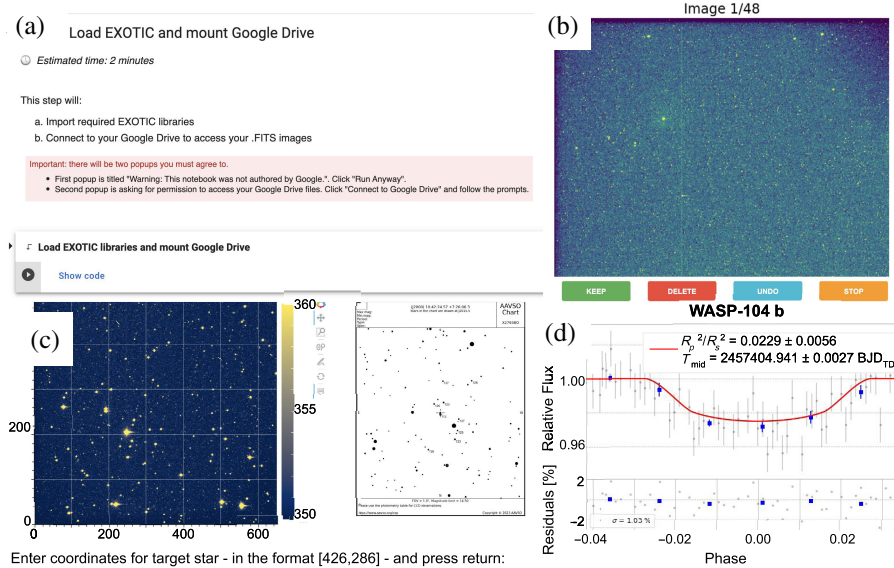 (a)
Load EXOTIC and mount Google Drive
Estimated time: 2 minutes
This step will:
a. Import required EXOTIC libraries
b. Connect to your Google Drive to access your .FITS images
Important: there will be two popups you must agree to.
• First popup is titled "Warning: This notebook was not authored by Google.". Click "Run Anyway".
• Second popup is asking for permission to access your Google Drive files. Click "Connect to Google Drive" and follow the prompts.
Load EXOTIC libraries and mount Google Drive
Show code
(b)
Image 1/48
KEEP DELETE UNDO STOP
(c)
360
355
350
200
0
0 200 400 600
AAVSO
Chart
Enter coordinates for target star - in the format [426,286] - and press return:
(d)
WASP-104 b
Rp²/Rs² = 0.0229 ± 0.0056
Tmid = 2457404.941 ± 0.0027 BJDTD
Relative Flux
1.00
0.96
Residuals [%]
2
0
−2
σ = 1.03 %
−0.04 −0.02 0.00 0.02
Phase